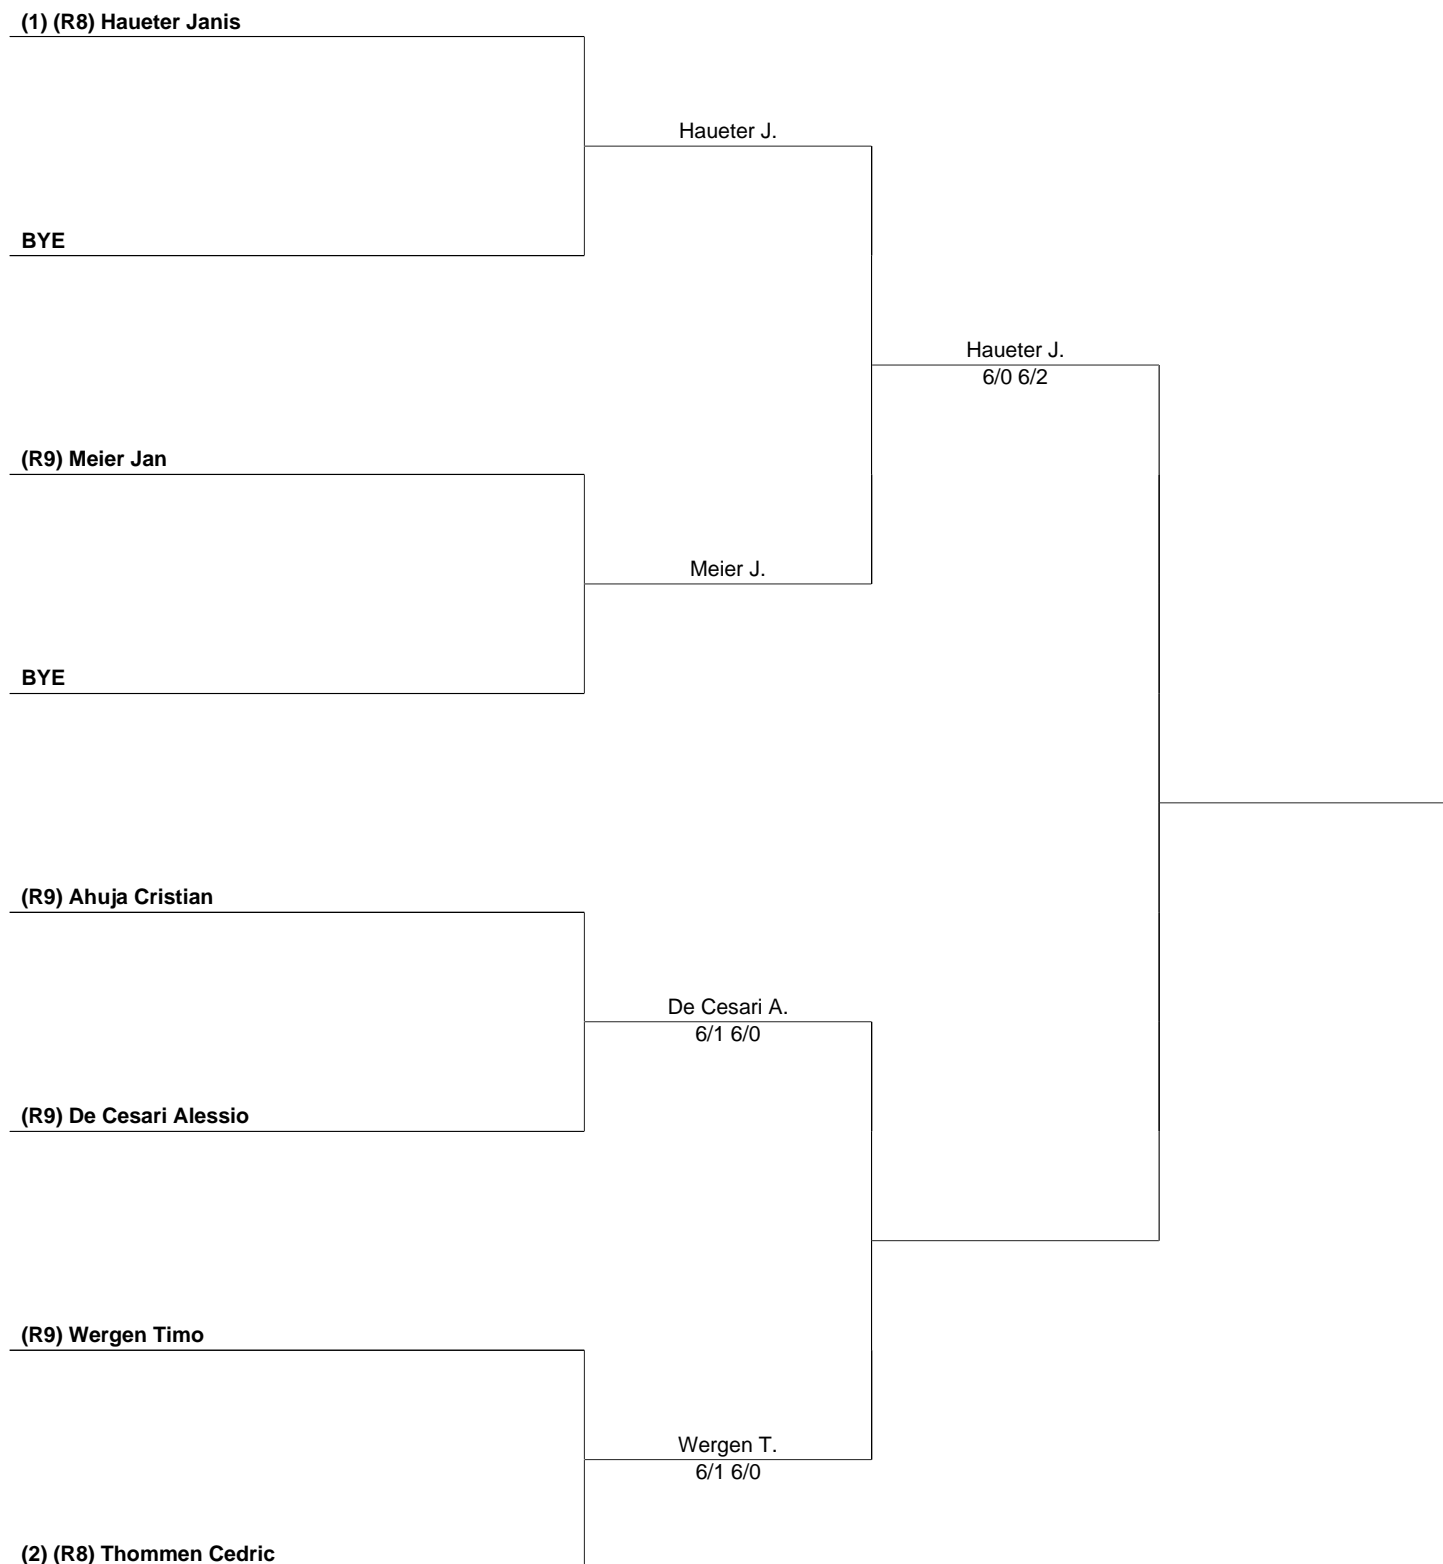 (1) (R8) Haueter Janis
Haueter J.
BYE
Haueter J.
6/0 6/2
(R9) Meier Jan
Meier J.
BYE
(R9) Ahuja Cristian
De Cesari A.
6/1 6/0
(R9) De Cesari Alessio
(R9) Wergen Timo
Wergen T.
6/1 6/0
(2) (R8) Thommen Cedric